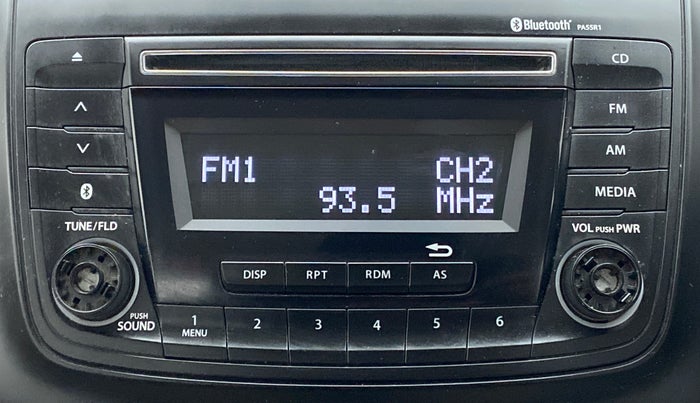 Bluetooth PA55R1
CD
FM
AM
MEDIA
FM1 CH2
93.5 MHz
TUNE/FLD
VOL PUSH PWR
DISP RPT RDM AS
PUSH
SOUND
1 2 3 4 5 6
MENU